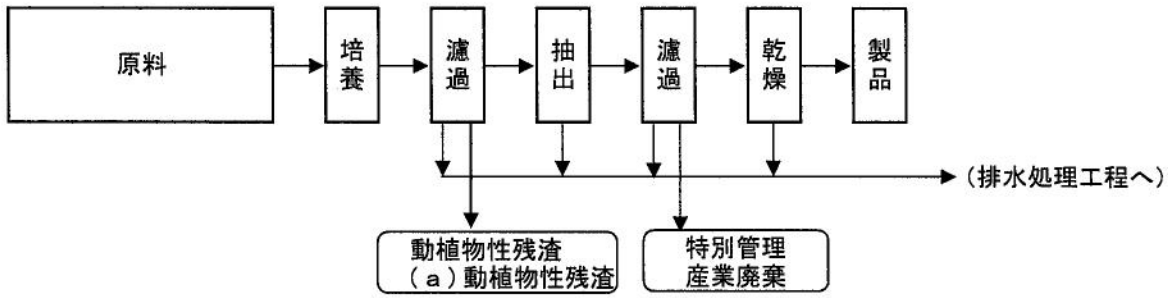 原料
培養
濾過
抽出
濾過
乾燥
製品
(排水処理工程へ)
動植物性残渣
(a)動植物性残渣
特別管理
産業廃棄